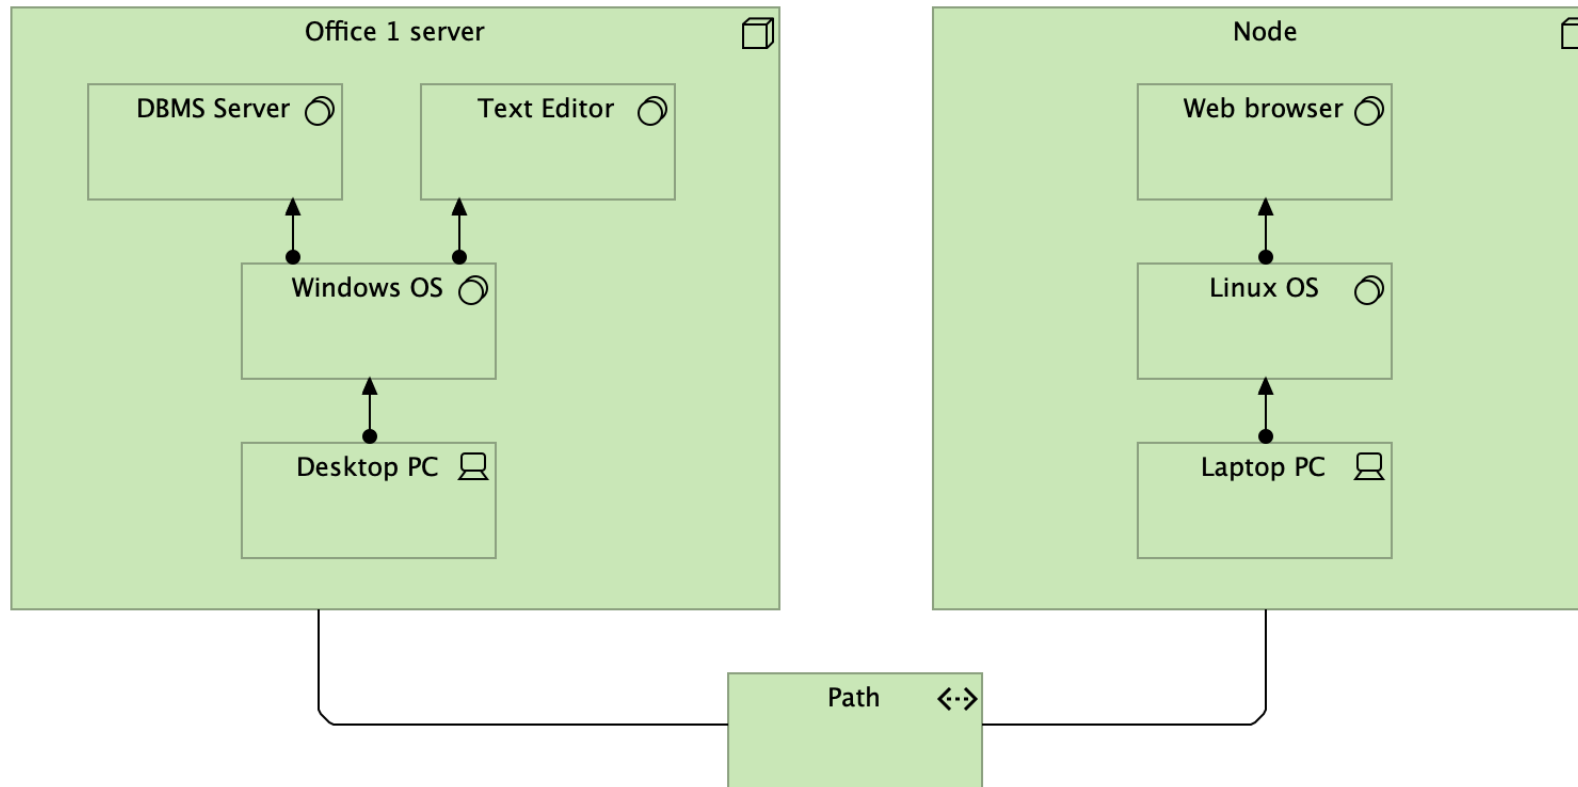 Office 1 server
Node
DBMS Server
Text Editor
Web browser
Windows OS
Linux OS
Desktop PC
Laptop PC
Path